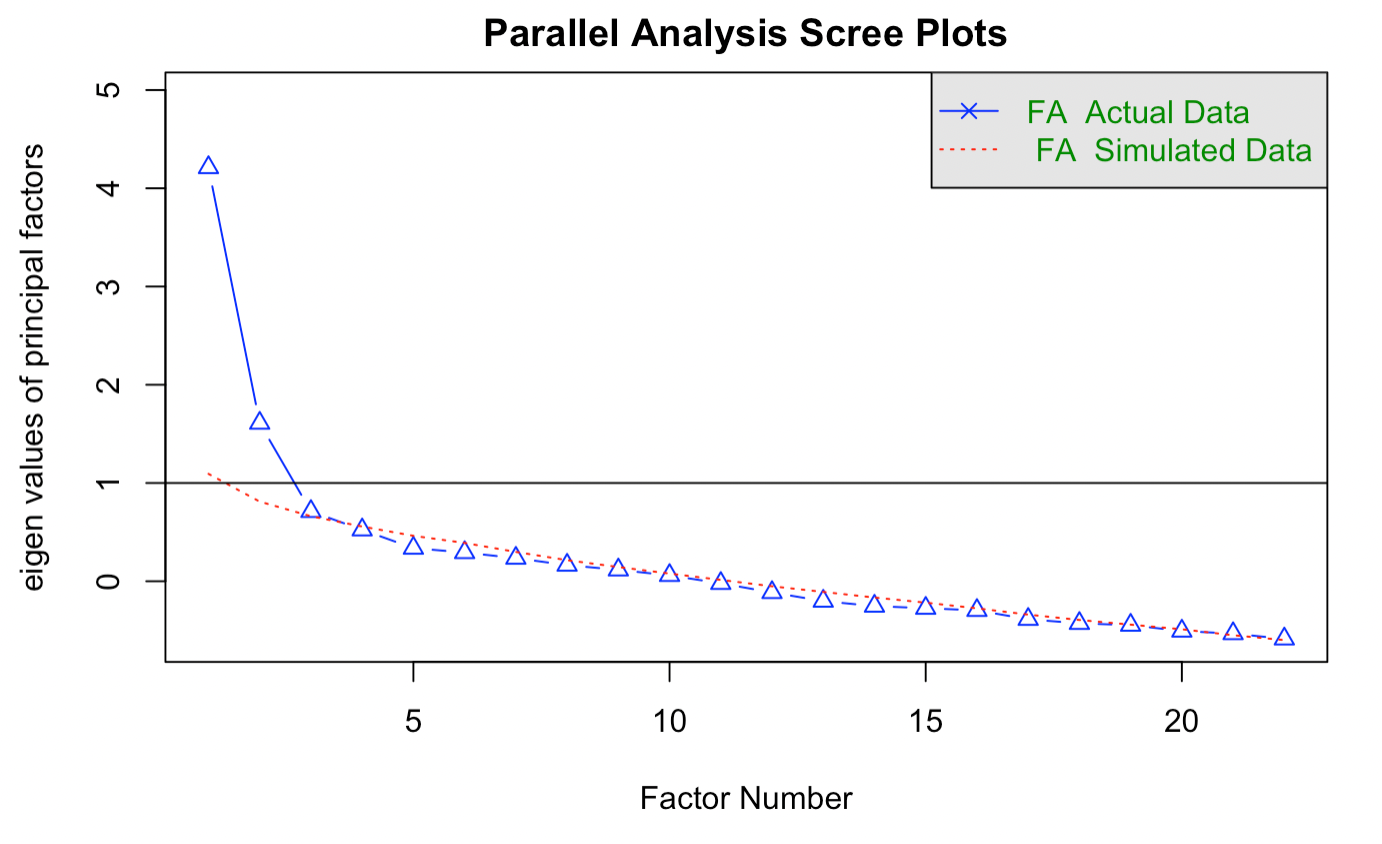 Parallel Analysis Scree Plots
FA Actual Data
FA Simulated Data
eigen values of principal factors
5
4
3
2
1
0
5 10 15 20
Factor Number